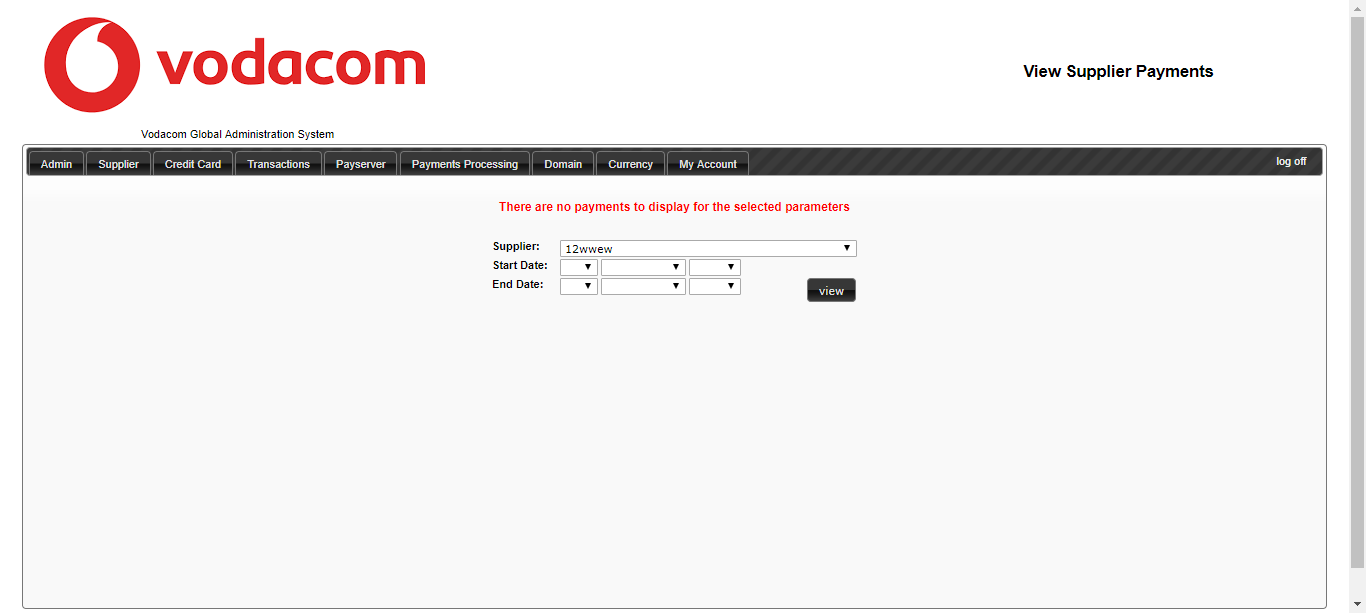 vodacom
View Supplier Payments
Vodacom Global Administration System
Admin Supplier Credit Card Transactions Payserver Payments Processing Domain Currency My Account log off
There are no payments to display for the selected parameters
Supplier: 12wwew
Start Date:
End Date:
view